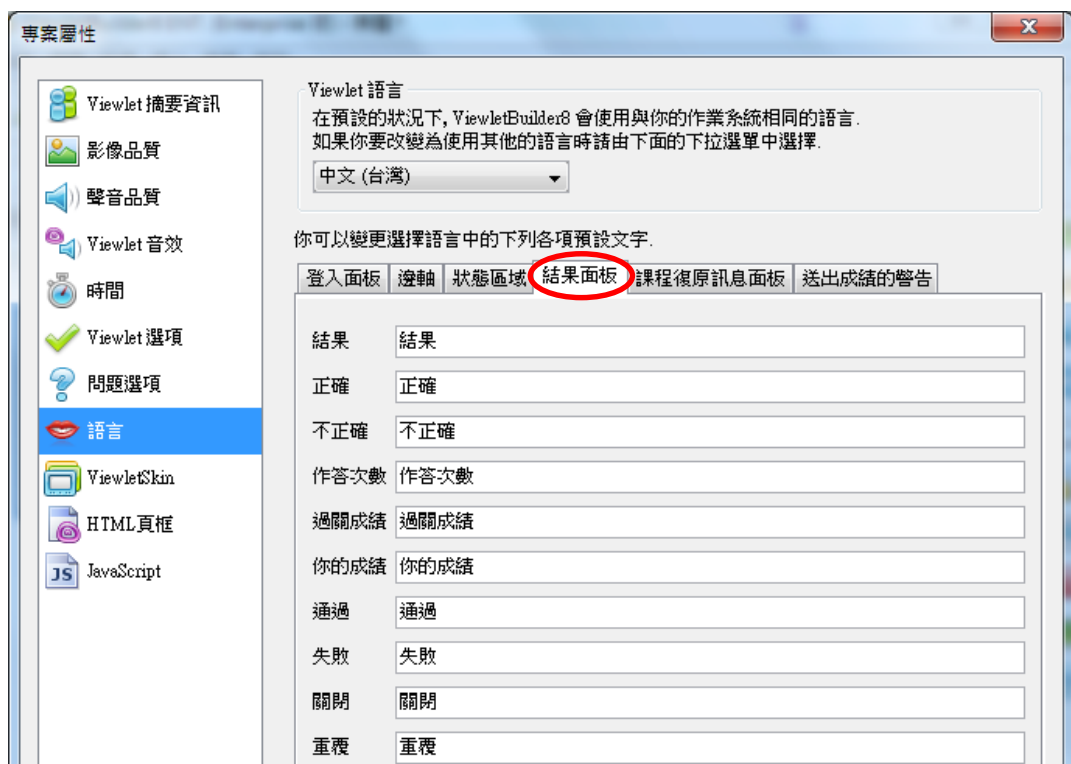 專案屬性
Viewlet 摘要資訊
影像品質
聲音品質
Viewlet 音效
時間
Viewlet 選項
問題選項
語言
ViewletSkin
HTML頁框
JS
JavaScript
Viewlet 語言
在預設的狀況下, ViewletBuilder8 會使用與你的作業系統相同的語言.
如果你要改變為使用其他的語言時請由下面的下拉選單中選擇.
中文 (台灣)
你可以變更選擇語言中的下列各項預設文字.
登入面板 邊軸 狀態區域 結果面板 課程復原訊息面板 送出成績的警告
結果 結果
正確 正確
不正確 不正確
作答次數 作答次數
過關成績 過關成績
你的成績 你的成績
通過 通過
失敗 失敗
關閉 關閉
重覆 重覆